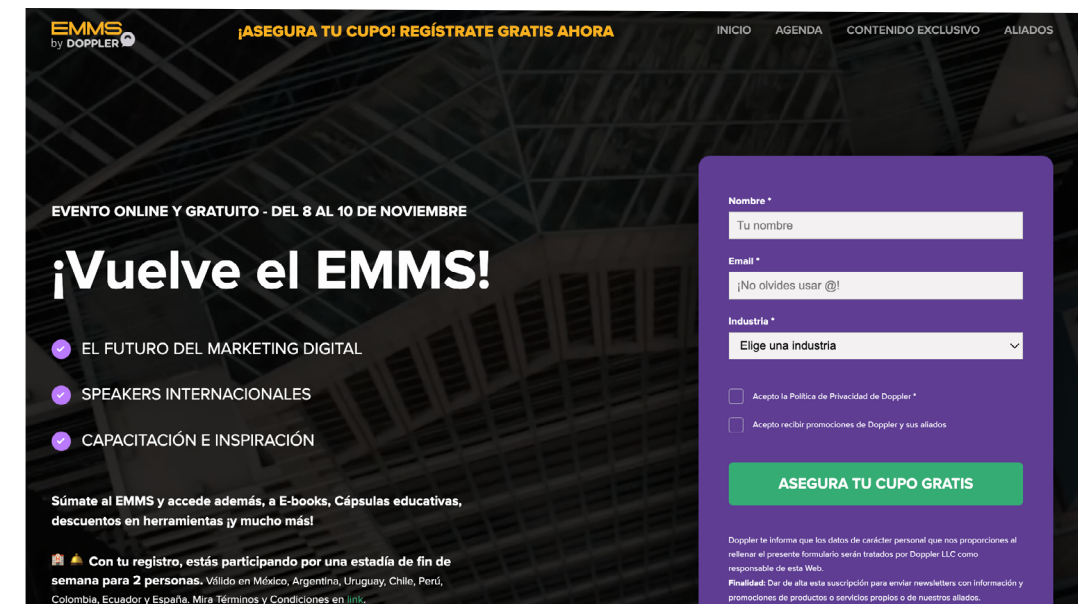 EMMS
by DOPPLER
¡ASEGURA TU CUPO! REGÍSTRATE GRATIS AHORA
INICIO AGENDA CONTENIDO EXCLUSIVO ALIADOS
EVENTO ONLINE Y GRATUITO - DEL 8 AL 10 DE NOVIEMBRE
¡Vuelve el EMMS!
EL FUTURO DEL MARKETING DIGITAL
SPEAKERS INTERNACIONALES
CAPACITACIÓN E INSPIRACIÓN
Súmate al EMMS y accede además, a E-books, Cápsulas educativas,
descuentos en herramientas ¡y mucho más!
Con tu registro, estás participando por una estadía de fin de
semana para 2 personas. Válido en México, Argentina, Uruguay, Chile, Perú,
Colombia, Ecuador y España. Mira Términos y Condiciones en link.
Nombre *
Tu nombre
Email *
¡No olvides usar @!
Industria *
Elige una industria
Acepto la Política de Privacidad de Doppler *
Acepto recibir promociones de Doppler y sus aliados
ASEGURA TU CUPO GRATIS
Doppler te informa que los datos de carácter personal que nos proporciones al
rellenar el presente formulario serán tratados por Doppler LLC como
responsable de esta Web.
Finalidad: Dar de alta esta suscripción para enviar newsletters con información y
promociones de productos o servicios propios o de nuestros aliados.